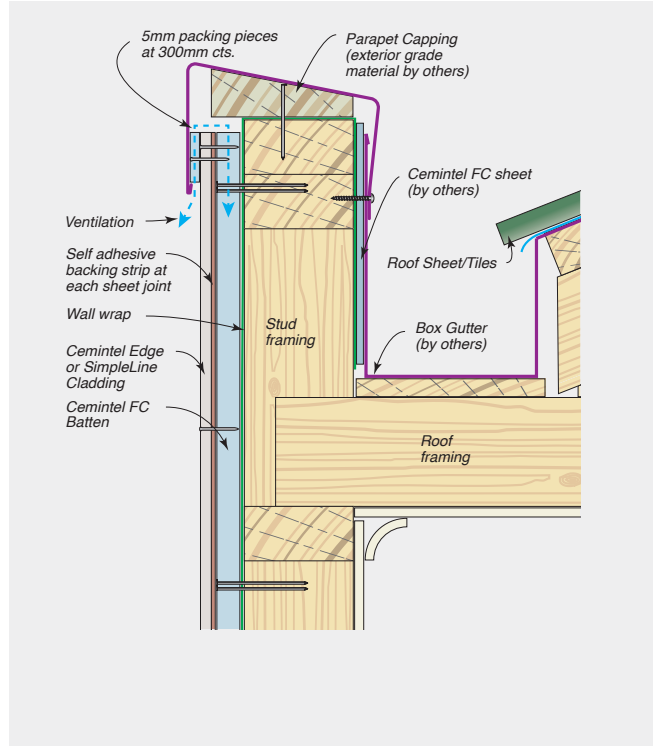 5mm packing pieces
at 300mm cts.
Parapet Capping
(exterior grade
material by others)
Cemintel FC sheet
(by others)
Ventilation
Roof Sheet/Tiles
Self adhesive
backing strip at
each sheet joint
Wall wrap
Stud
framing
Box Gutter
(by others)
Cemintel Edge
or SimpleLine
Cladding
Cemintel FC
Batten
Roof
framing